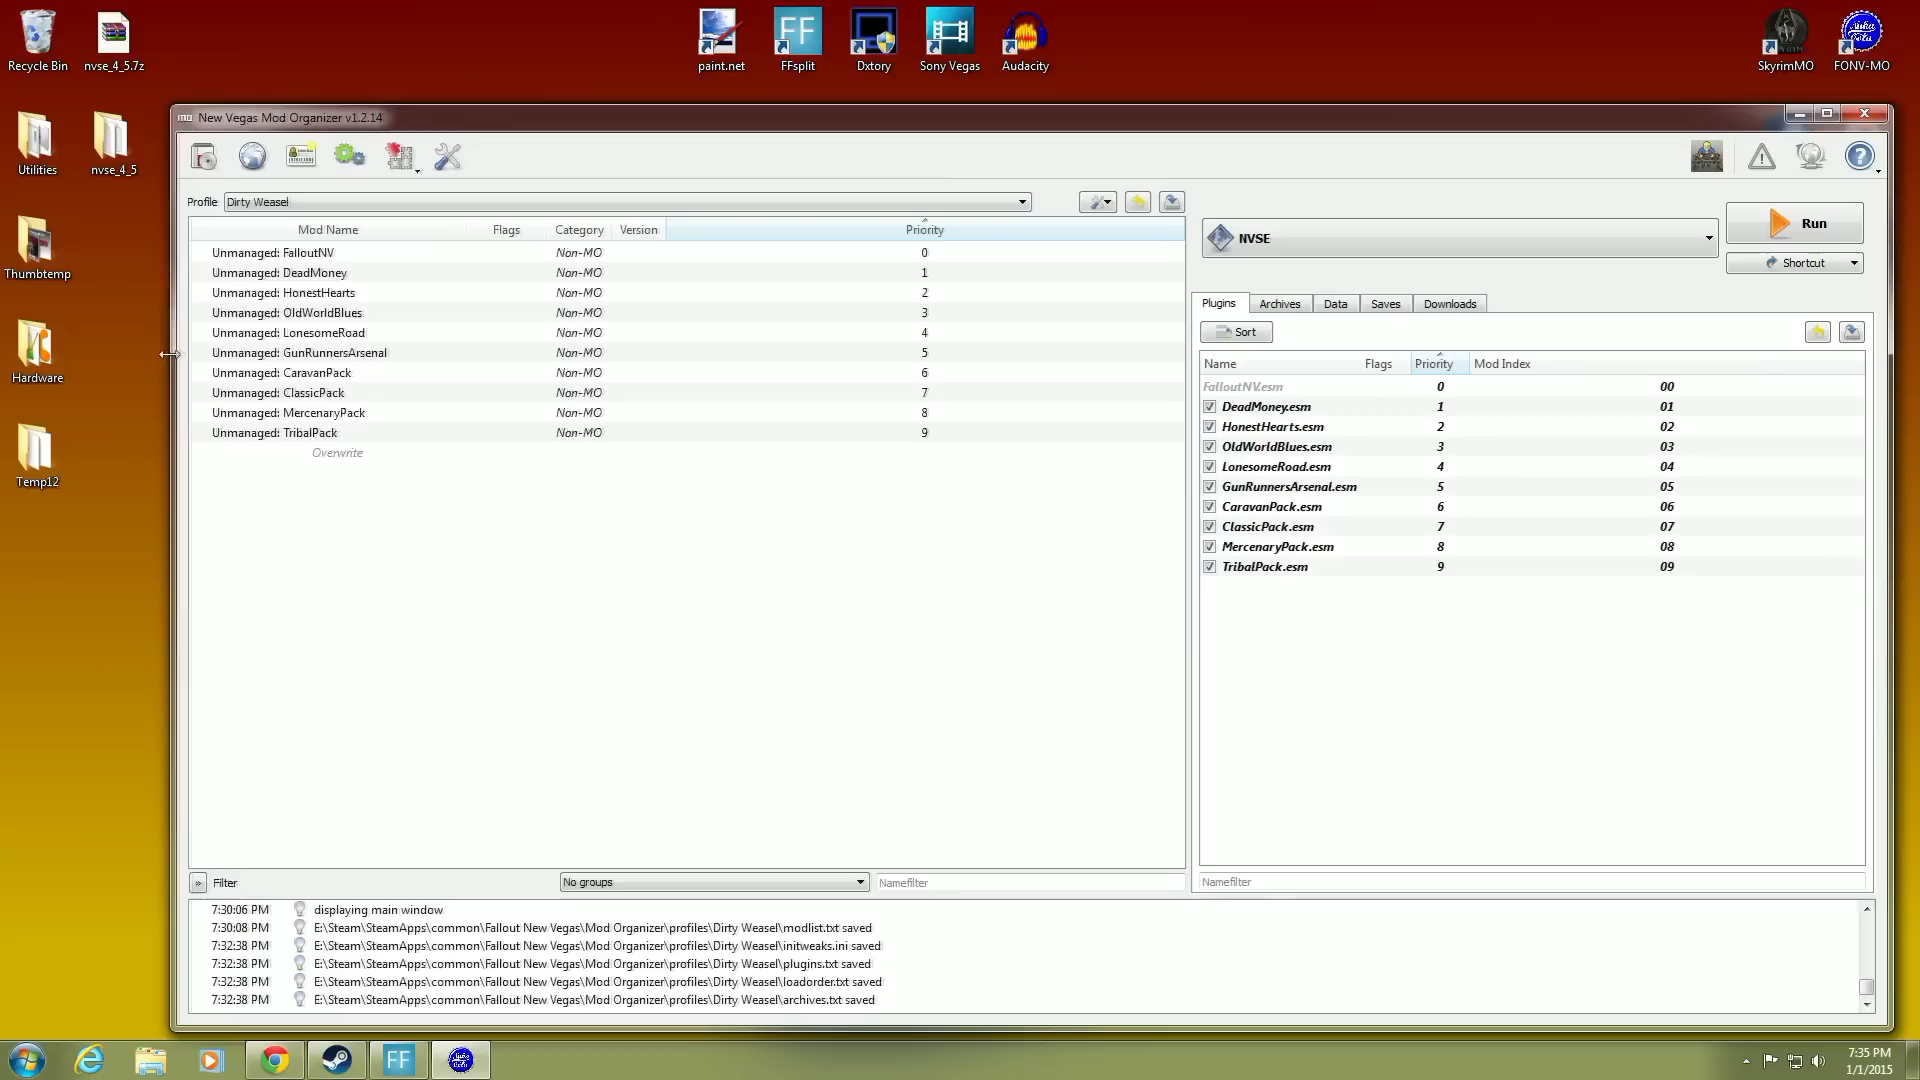 Recycle Bin
nvse_4_5.7z
paint.net
FFsplit
Dxtory
Sony Vegas
Audacity
SkyrimMO
FONV-MO
Utilities
nvse_4_5
Thumbtemp
Hardware
Temp12
New Vegas Mod Organizer v1.2.14
Profile Dirty Weasel
Mod Name Flags Category Version Priority
Unmanaged: FalloutNV Non-MO 0
Unmanaged: DeadMoney Non-MO 1
Unmanaged: HonestHearts Non-MO 2
Unmanaged: OldWorldBlues Non-MO 3
Unmanaged: LonesomeRoad Non-MO 4
Unmanaged: GunRunnersArsenal Non-MO 5
Unmanaged: CaravanPack Non-MO 6
Unmanaged: ClassicPack Non-MO 7
Unmanaged: MercenaryPack Non-MO 8
Unmanaged: TribalPack Non-MO 9
Overwrite
» Filter No groups Namefilter
NVSE
Run
Shortcut
Plugins Archives Data Saves Downloads
Sort
Name Flags Priority Mod Index
FalloutNV.esm 0 00
DeadMoney.esm 1 01
HonestHearts.esm 2 02
OldWorldBlues.esm 3 03
LonesomeRoad.esm 4 04
GunRunnersArsenal.esm 5 05
CaravanPack.esm 6 06
ClassicPack.esm 7 07
MercenaryPack.esm 8 08
TribalPack.esm 9 09
Namefilter
7:30:06 PM displaying main window
7:30:08 PM E:\Steam\SteamApps\common\Fallout New Vegas\Mod Organizer\profiles\Dirty Weasel\modlist.txt saved
7:32:38 PM E:\Steam\SteamApps\common\Fallout New Vegas\Mod Organizer\profiles\Dirty Weasel\initweaks.ini saved
7:32:38 PM E:\Steam\SteamApps\common\Fallout New Vegas\Mod Organizer\profiles\Dirty Weasel\plugins.txt saved
7:32:38 PM E:\Steam\SteamApps\common\Fallout New Vegas\Mod Organizer\profiles\Dirty Weasel\loadorder.txt saved
7:32:38 PM E:\Steam\SteamApps\common\Fallout New Vegas\Mod Organizer\profiles\Dirty Weasel\archives.txt saved
FF
7:35 PM
1/1/2015